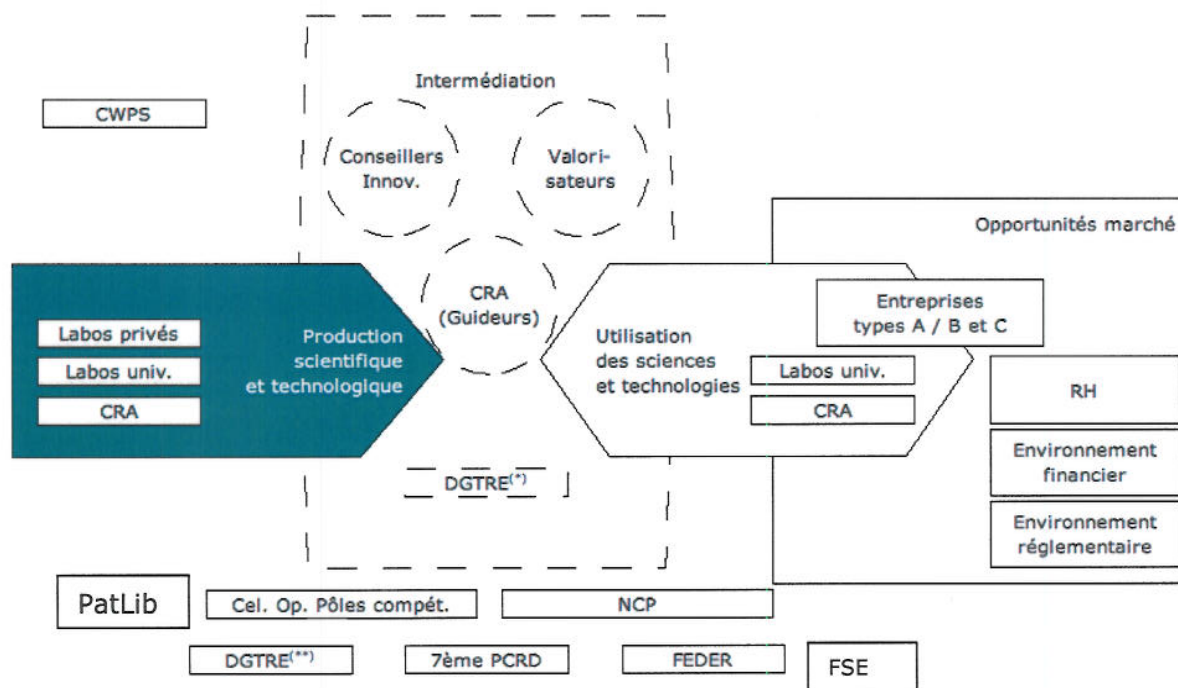 Intermédiation
CWPS
Conseillers
Innov.
Valori-
sateurs
Opportunités marché
CRA
(Guideurs)
Entreprises
types A / B et C
Labos privés
Labos univ.
CRA
Production
scientifique
et technologique
Utilisation
des sciences
et technologies
Labos univ.
CRA
RH
Environnement
financier
Environnement
réglementaire
DGTRE(*)
PatLib
Cel. Op. Pôles compét.
NCP
DGTRE(**)
7ème PCRD
FEDER
FSE